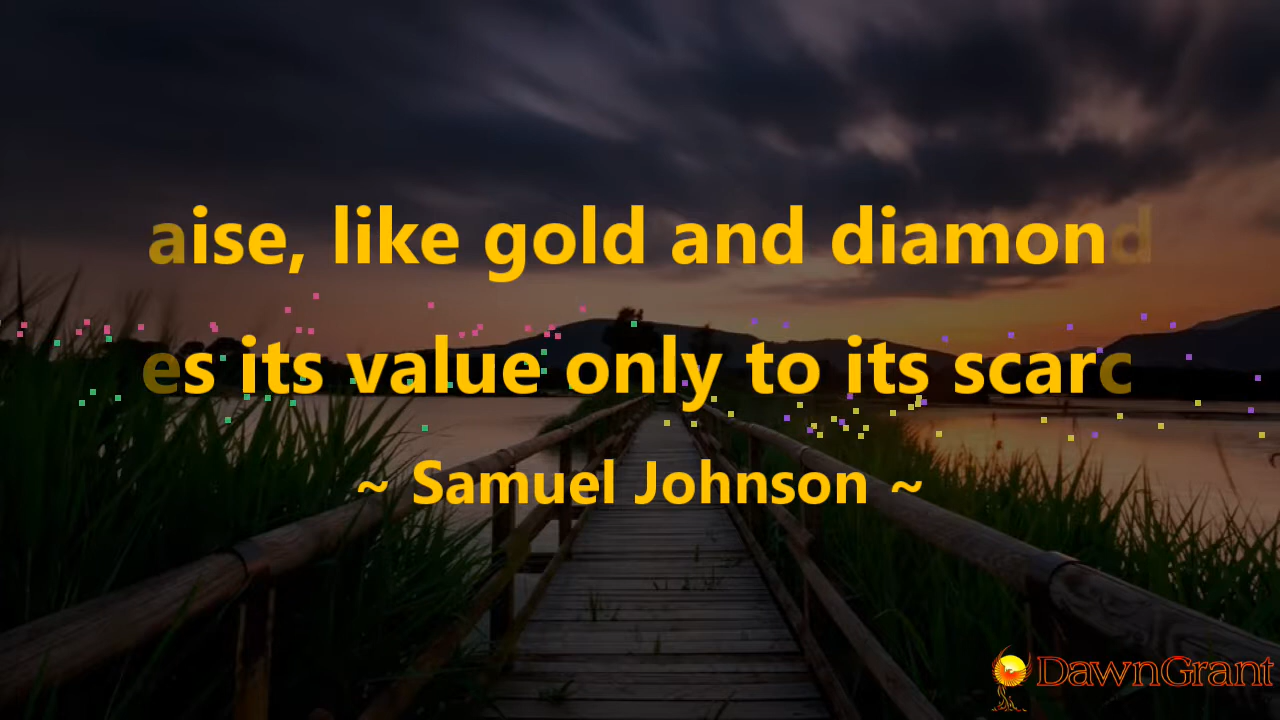 aise, like gold and diamond
es its value only to its scarc
~ Samuel Johnson ~
DawnGrant